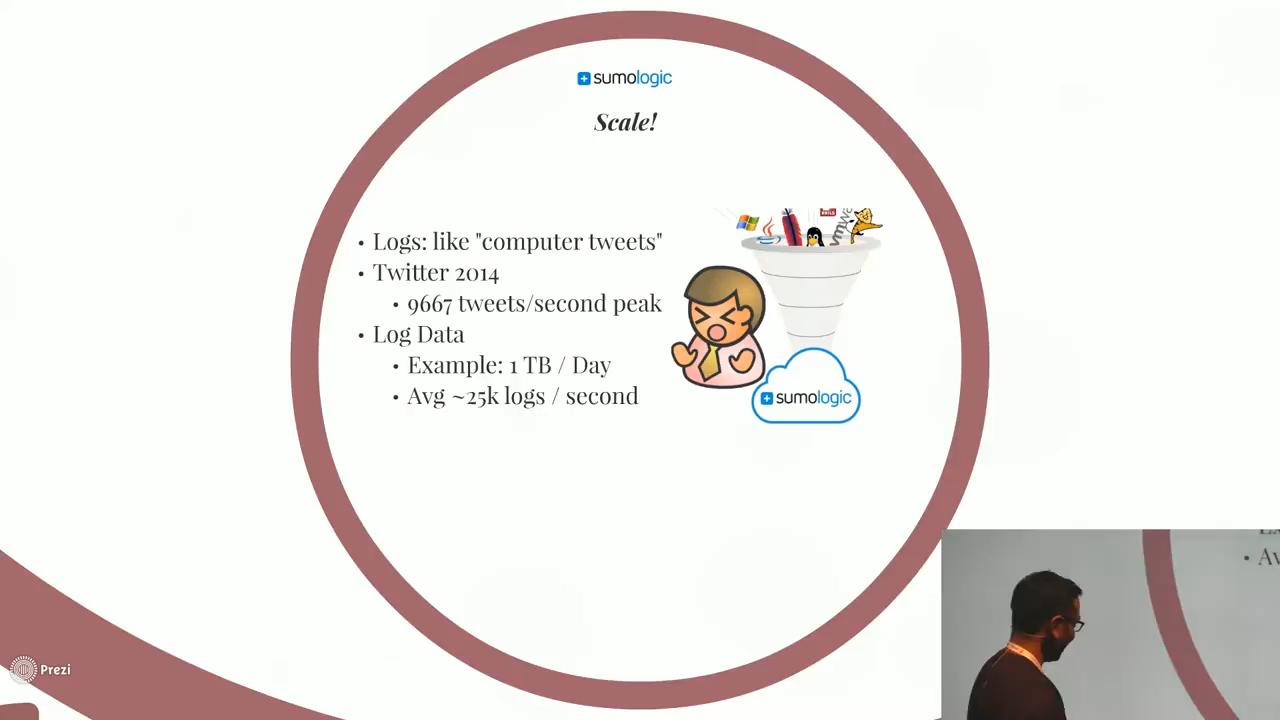 sumologic
Scale!
• Logs: like "computer tweets"
• Twitter 2014
• 9667 tweets/second peak
• Log Data
• Example: 1 TB / Day
• Avg ~25k logs / second
sumologic
Prezi
• Av